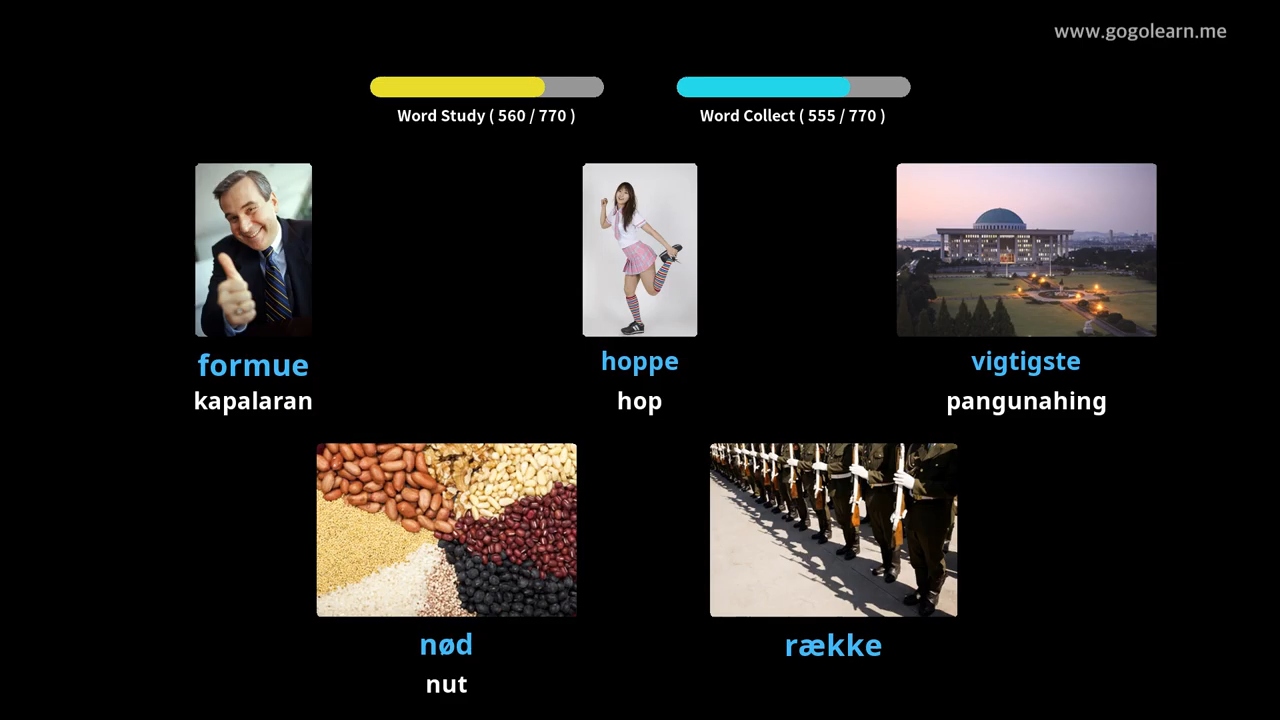 www.gogolearn.me
Word Study ( 560 / 770 )
Word Collect ( 555 / 770 )
formue
kapalaran
hoppe
hop
vigtigste
pangunahing
nød
nut
række